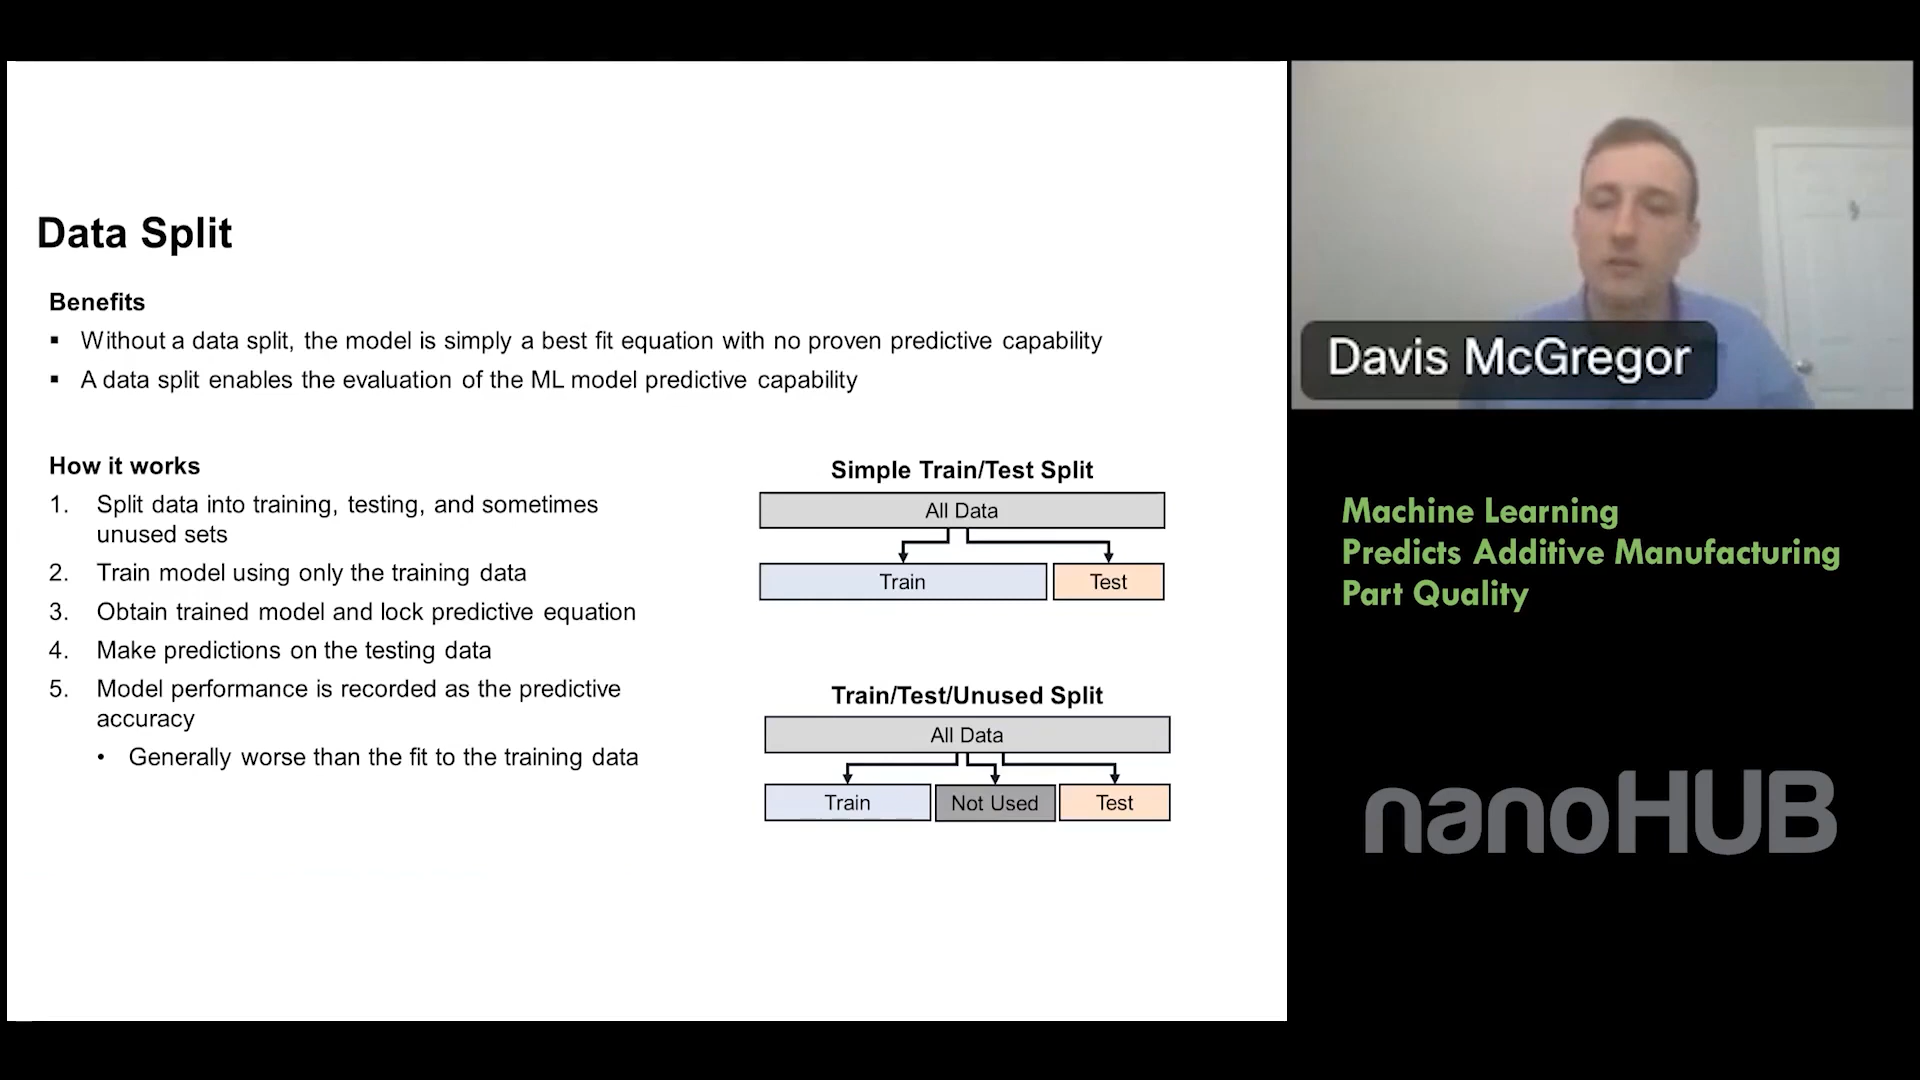 Data Split
Benefits
▪ Without a data split, the model is simply a best fit equation with no proven predictive capability
▪ A data split enables the evaluation of the ML model predictive capability
How it works
1. Split data into training, testing, and sometimes
unused sets
2. Train model using only the training data
3. Obtain trained model and lock predictive equation
4. Make predictions on the testing data
5. Model performance is recorded as the predictive
accuracy
• Generally worse than the fit to the training data
Simple Train/Test Split
All Data
Train Test
Train/Test/Unused Split
All Data
Train Not Used Test
Davis McGregor
Machine Learning
Predicts Additive Manufacturing
Part Quality
nanoHUB